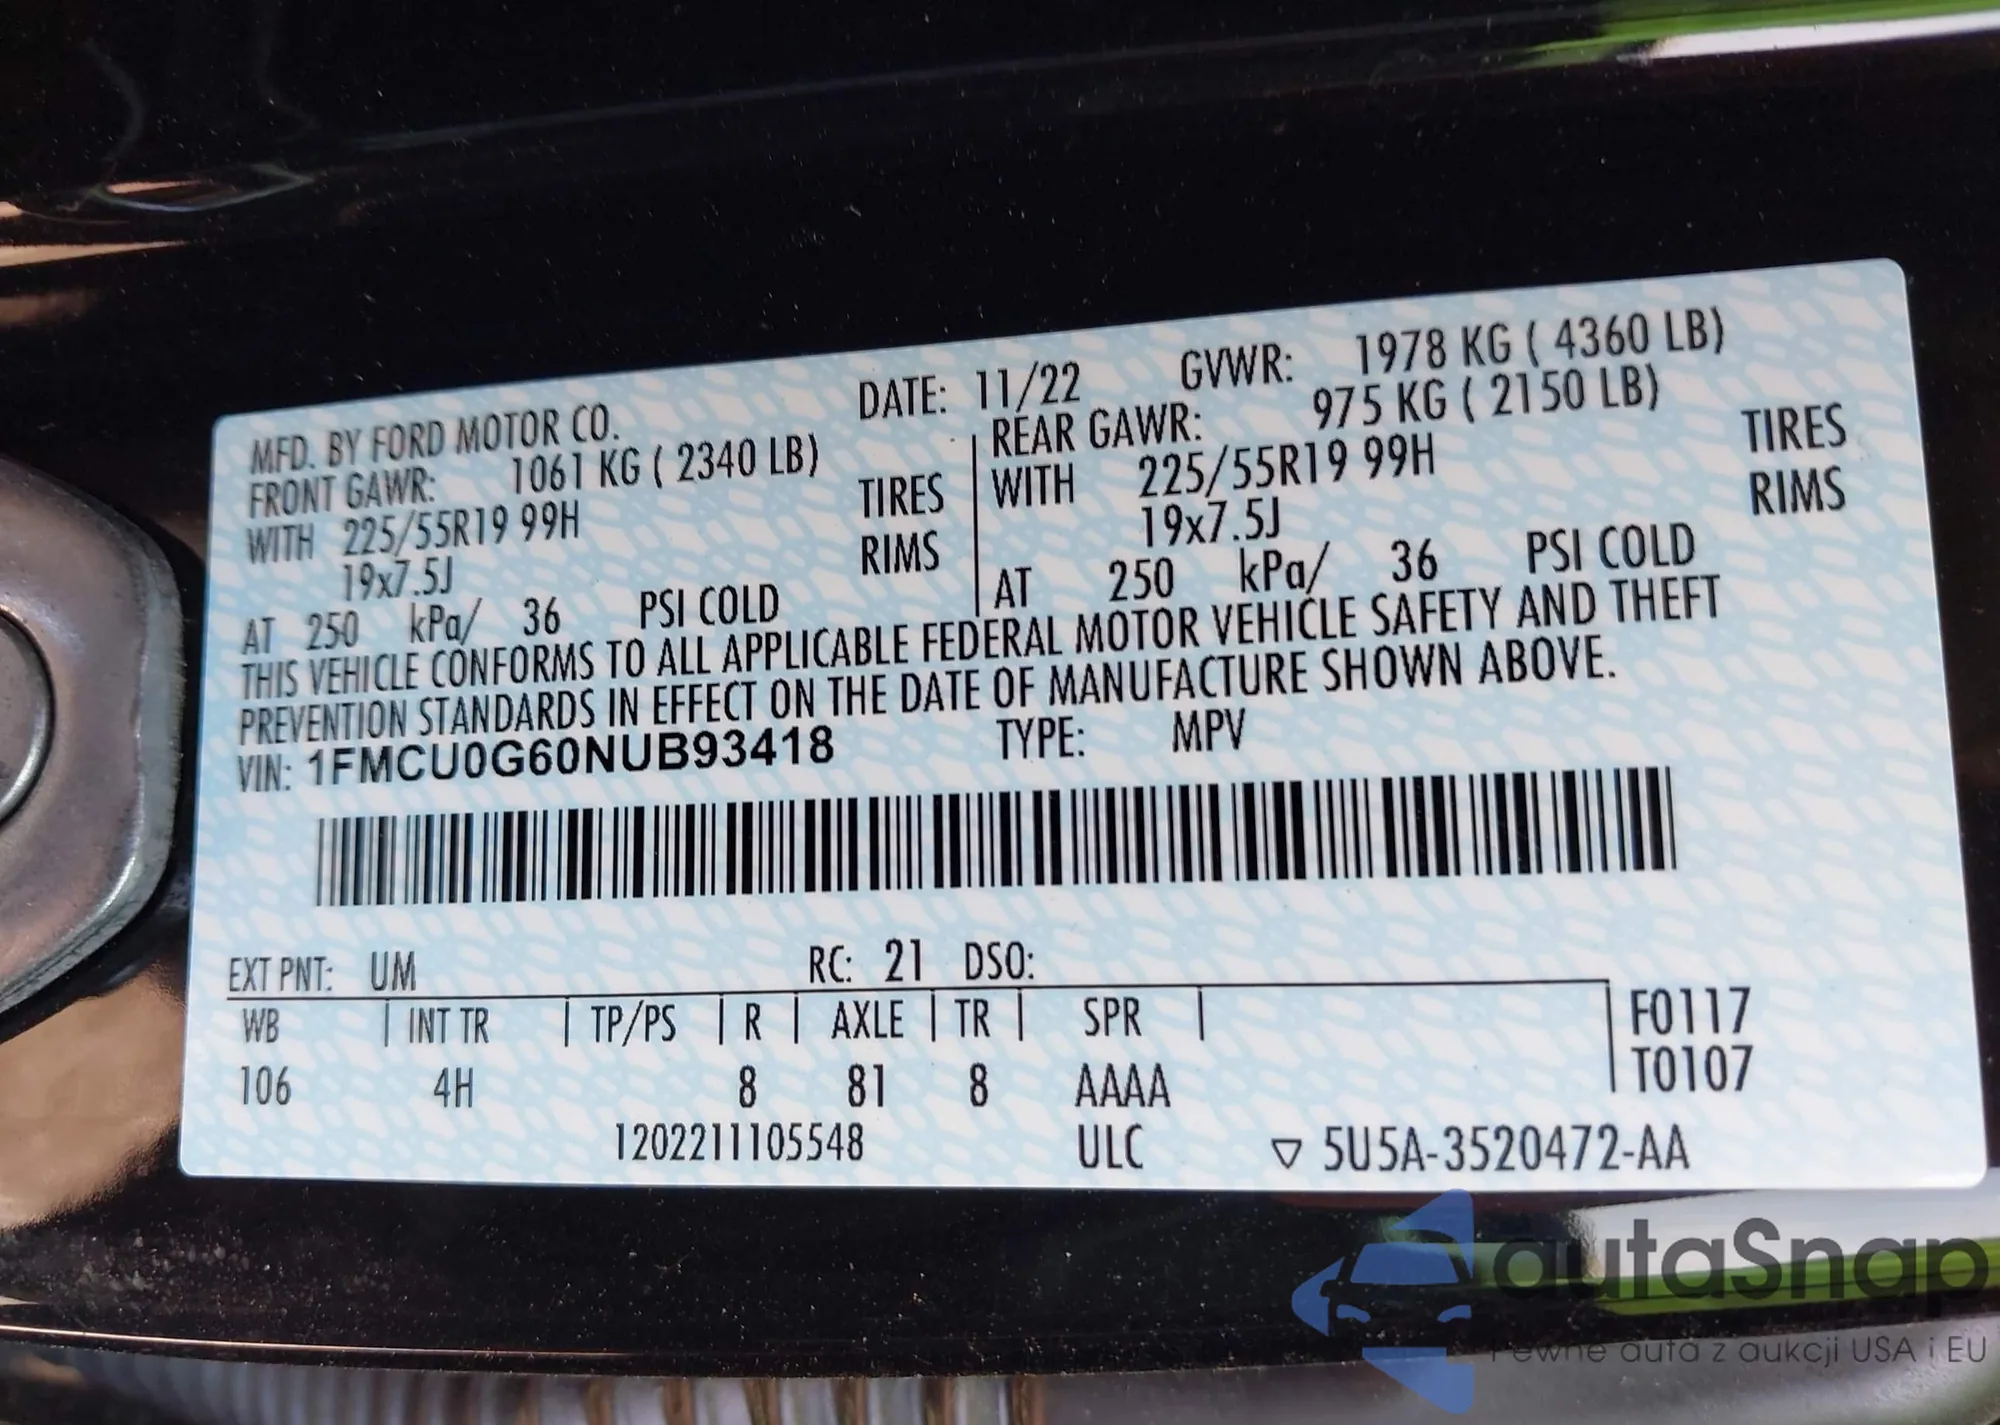 MFD. BY FORD MOTOR CO. DATE: 11/22 GVWR: 1978 KG ( 4360 LB)
FRONT GAWR: 1061 KG ( 2340 LB) REAR GAWR: 975 KG ( 2150 LB)
WITH 225/55R19 99H TIRES WITH 225/55R19 99H TIRES
19x7.5J RIMS 19x7.5J RIMS
AT 250 kPa/ 36 PSI COLD AT 250 kPa/ 36 PSI COLD
THIS VEHICLE CONFORMS TO ALL APPLICABLE FEDERAL MOTOR VEHICLE SAFETY AND THEFT
PREVENTION STANDARDS IN EFFECT ON THE DATE OF MANUFACTURE SHOWN ABOVE.
VIN: 1FMCU0G60NUB93418 TYPE: MPV
EXT PNT: UM RC: 21 DSO:
WB INT TR TP/PS R AXLE TR SPR F0117
106 4H 8 81 8 AAAA T0107
1202211105548 ULC ▽ 5U5A-3520472-AA
autaSnap
Pewne auta z aukcji USA i EU